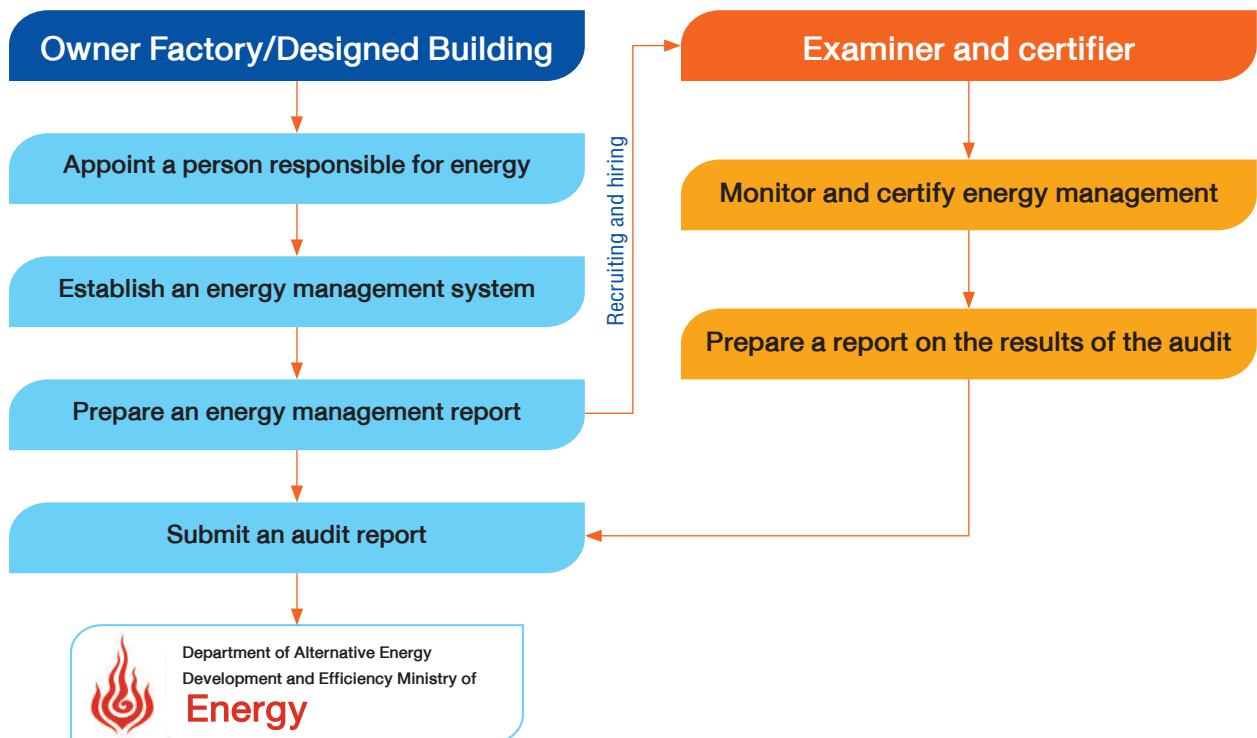 Owner Factory/Designed Building
Appoint a person responsible for energy
Establish an energy management system
Prepare an energy management report
Submit an audit report
Department of Alternative Energy
Development and Efficiency Ministry of
Energy
Recruiting and hiring
Examiner and certifier
Monitor and certify energy management
Prepare a report on the results of the audit